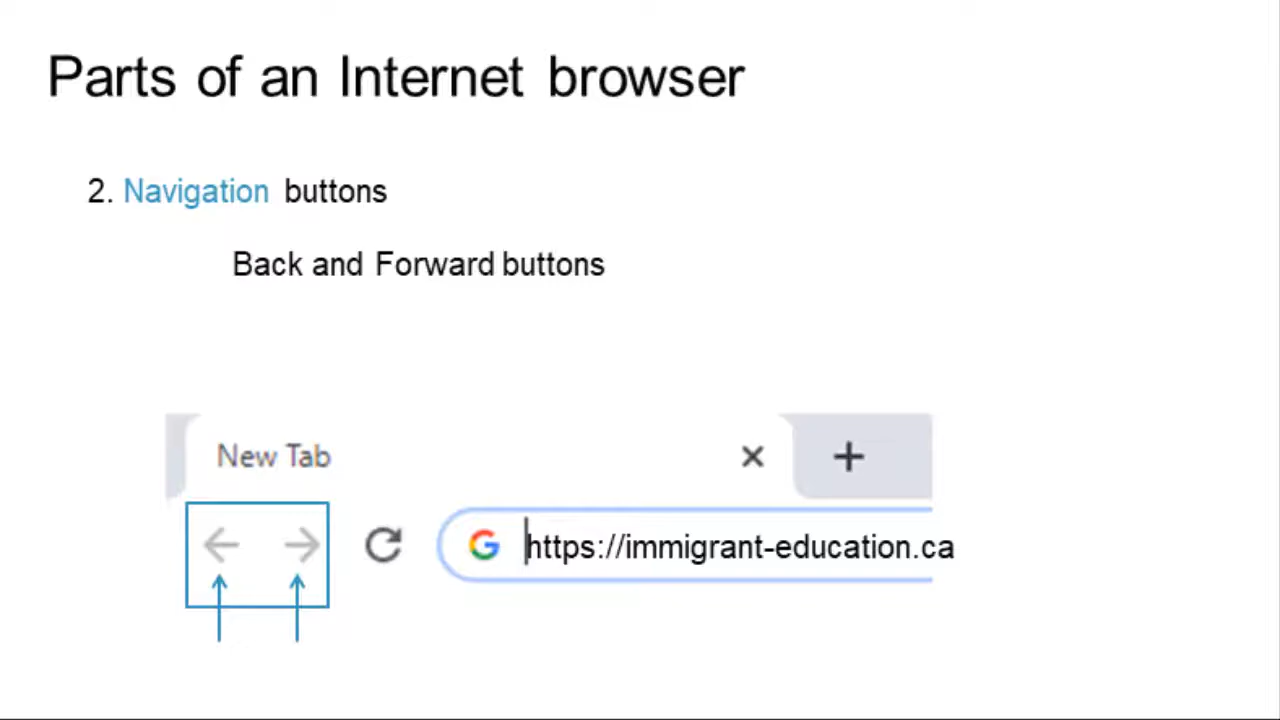 Parts of an Internet browser
2. Navigation buttons
Back and Forward buttons
New Tab
https://immigrant-education.ca